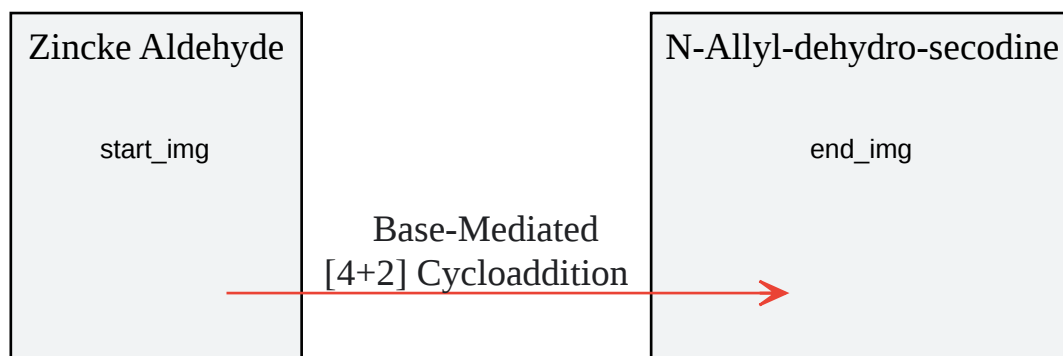 Zincke Aldehyde
N-Allyl-dehydro-secodine
start_img
end_img
Base-Mediated
[4+2] Cycloaddition